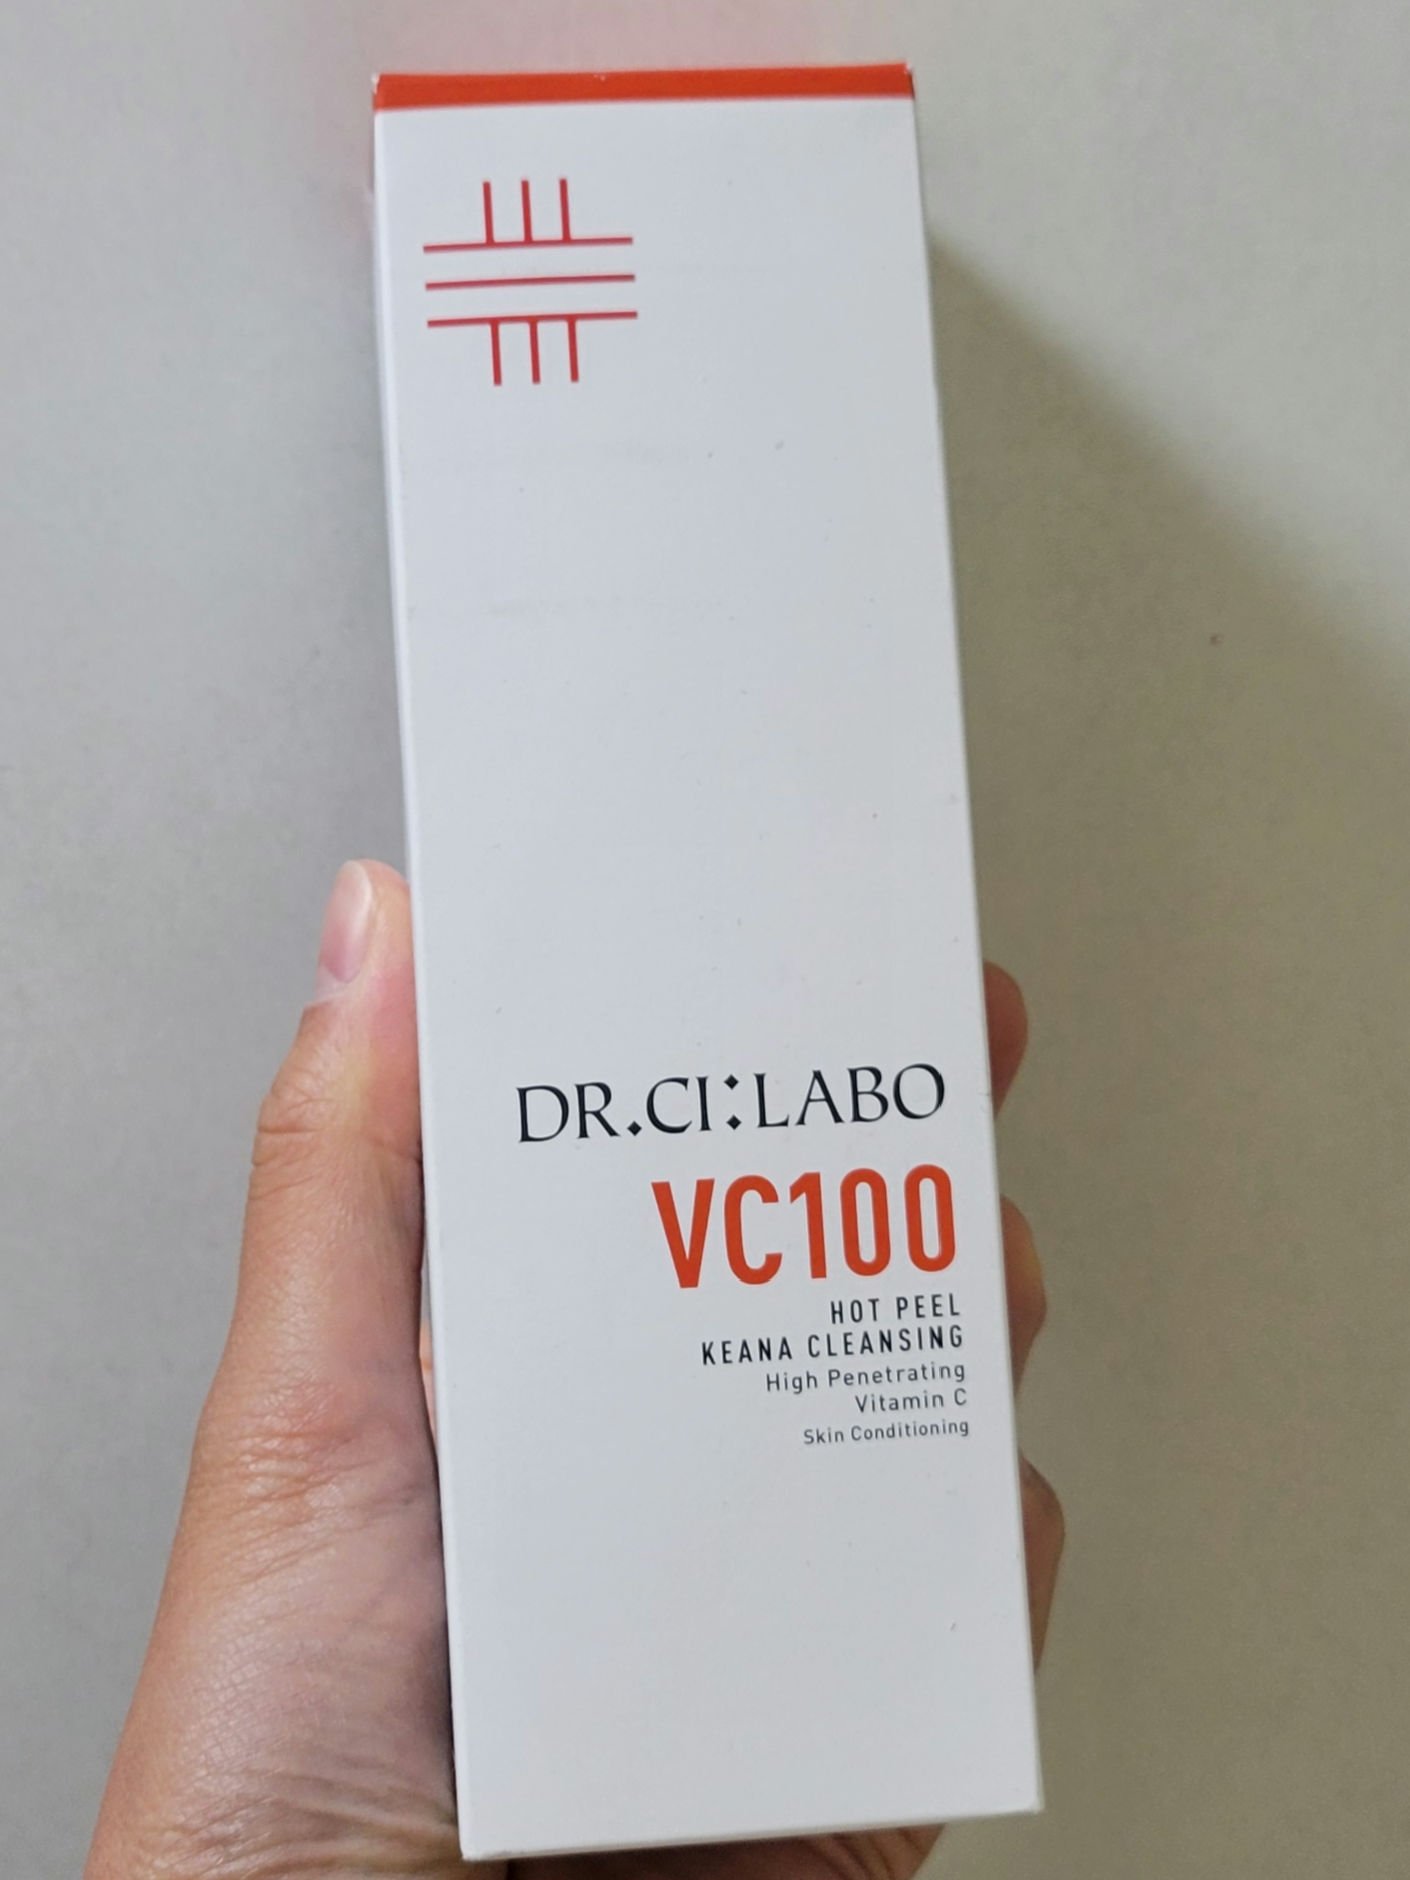 DR.CI:LABO
VC100
HOT PEEL
KEANA CLEANSING
High Penetrating
Vitamin C
Skin Conditioning